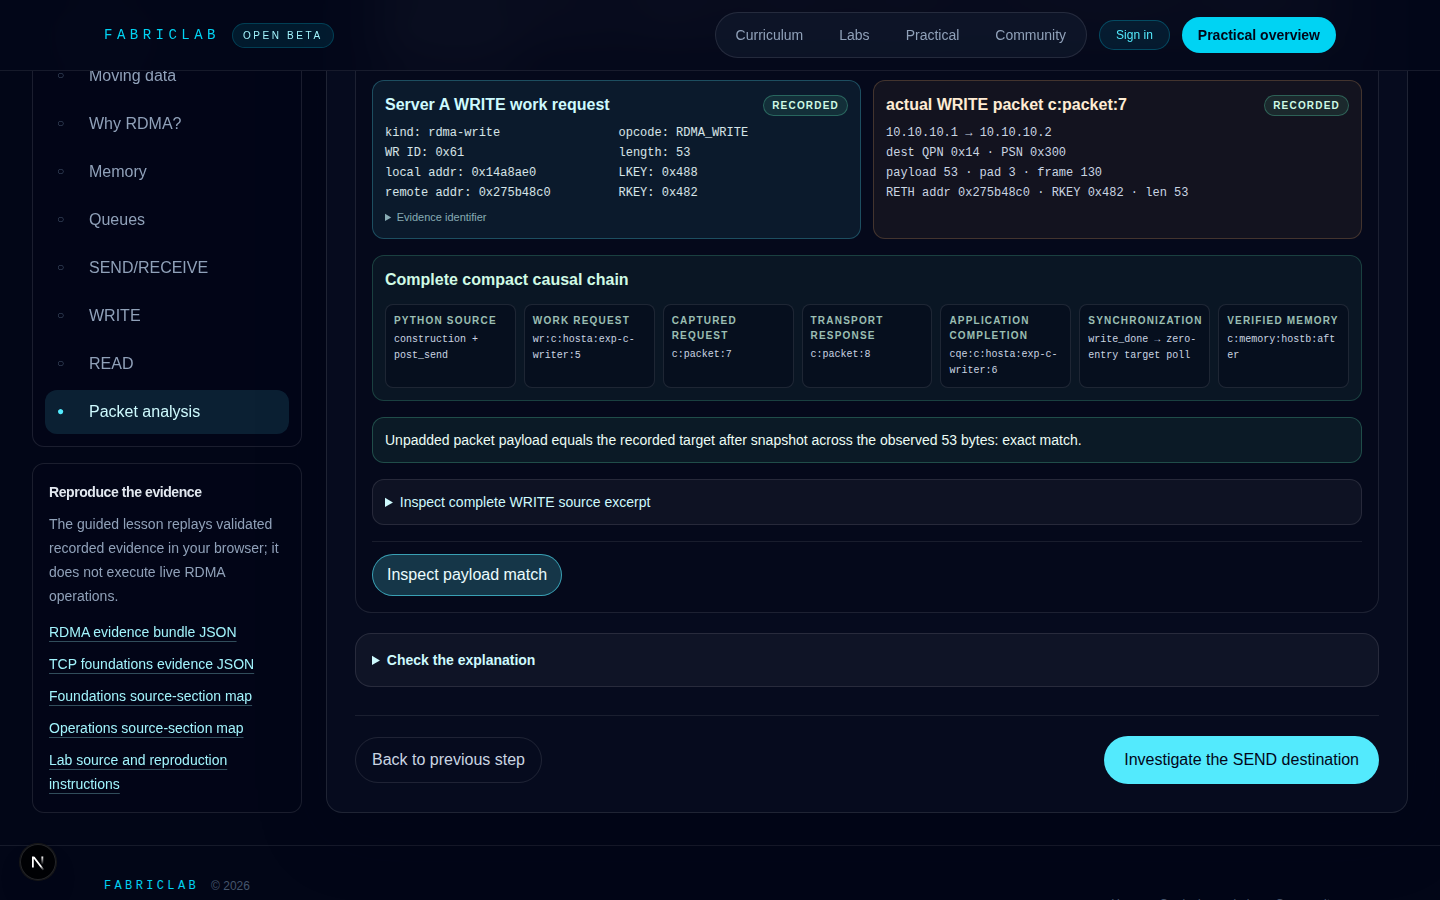 FABRICLAB OPEN BETA
Curriculum Labs Practical Community Sign in Practical overview
○ Moving data
○ Why RDMA?
○ Memory
○ Queues
○ SEND/RECEIVE
○ WRITE
○ READ
● Packet analysis
Reproduce the evidence
The guided lesson replays validated
recorded evidence in your browser; it
does not execute live RDMA
operations.
RDMA evidence bundle JSON
TCP foundations evidence JSON
Foundations source-section map
Operations source-section map
Lab source and reproduction
instructions
Server A WRITE work request RECORDED
kind: rdma-write opcode: RDMA_WRITE
WR ID: 0x61 length: 53
local addr: 0x14a8ae0 LKEY: 0x488
remote addr: 0x275b48c0 RKEY: 0x482
▶ Evidence identifier
actual WRITE packet c:packet:7 RECORDED
10.10.10.1 → 10.10.10.2
dest QPN 0x14 · PSN 0x300
payload 53 · pad 3 · frame 130
RETH addr 0x275b48c0 · RKEY 0x482 · len 53
Complete compact causal chain
PYTHON SOURCE
construction +
post_send
WORK REQUEST
wr:c:hosta:exp-c-
writer:5
CAPTURED
REQUEST
c:packet:7
TRANSPORT
RESPONSE
c:packet:8
APPLICATION
COMPLETION
cqe:c:hosta:exp-c-
writer:6
SYNCHRONIZATION
write_done → zero-
entry target poll
VERIFIED MEMORY
c:memory:hostb:aft
er
Unpadded packet payload equals the recorded target after snapshot across the observed 53 bytes: exact match.
▶ Inspect complete WRITE source excerpt
Inspect payload match
▶ Check the explanation
Back to previous step Investigate the SEND destination
FABRICLAB © 2026